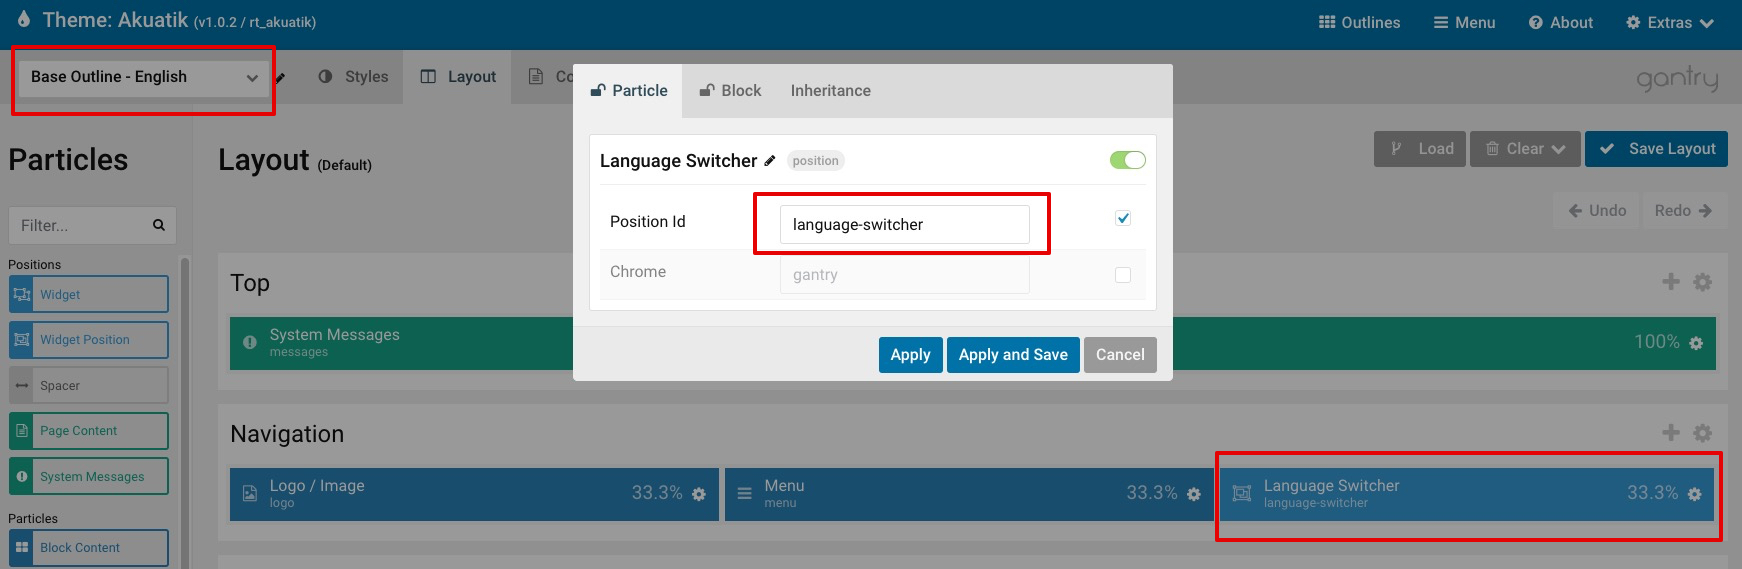 Theme: Akuatik (v1.0.2 / rt_akuatik)
Outlines
Menu
About
Extras
Base Outline - English
Styles
Layout
Co
gantry
Particle
Block
Inheritance
Particles
Layout (Default)
Load
Clear
Save Layout
Language Switcher
position
Filter...
Undo
Redo
Position Id
language-switcher
Chrome
gantry
Positions
Widget
Widget Position
Spacer
Page Content
System Messages
Particles
Block Content
Top
System Messages
messages
100%
Apply
Apply and Save
Cancel
Navigation
Logo / Image
logo
33.3%
Menu
menu
33.3%
Language Switcher
language-switcher
33.3%